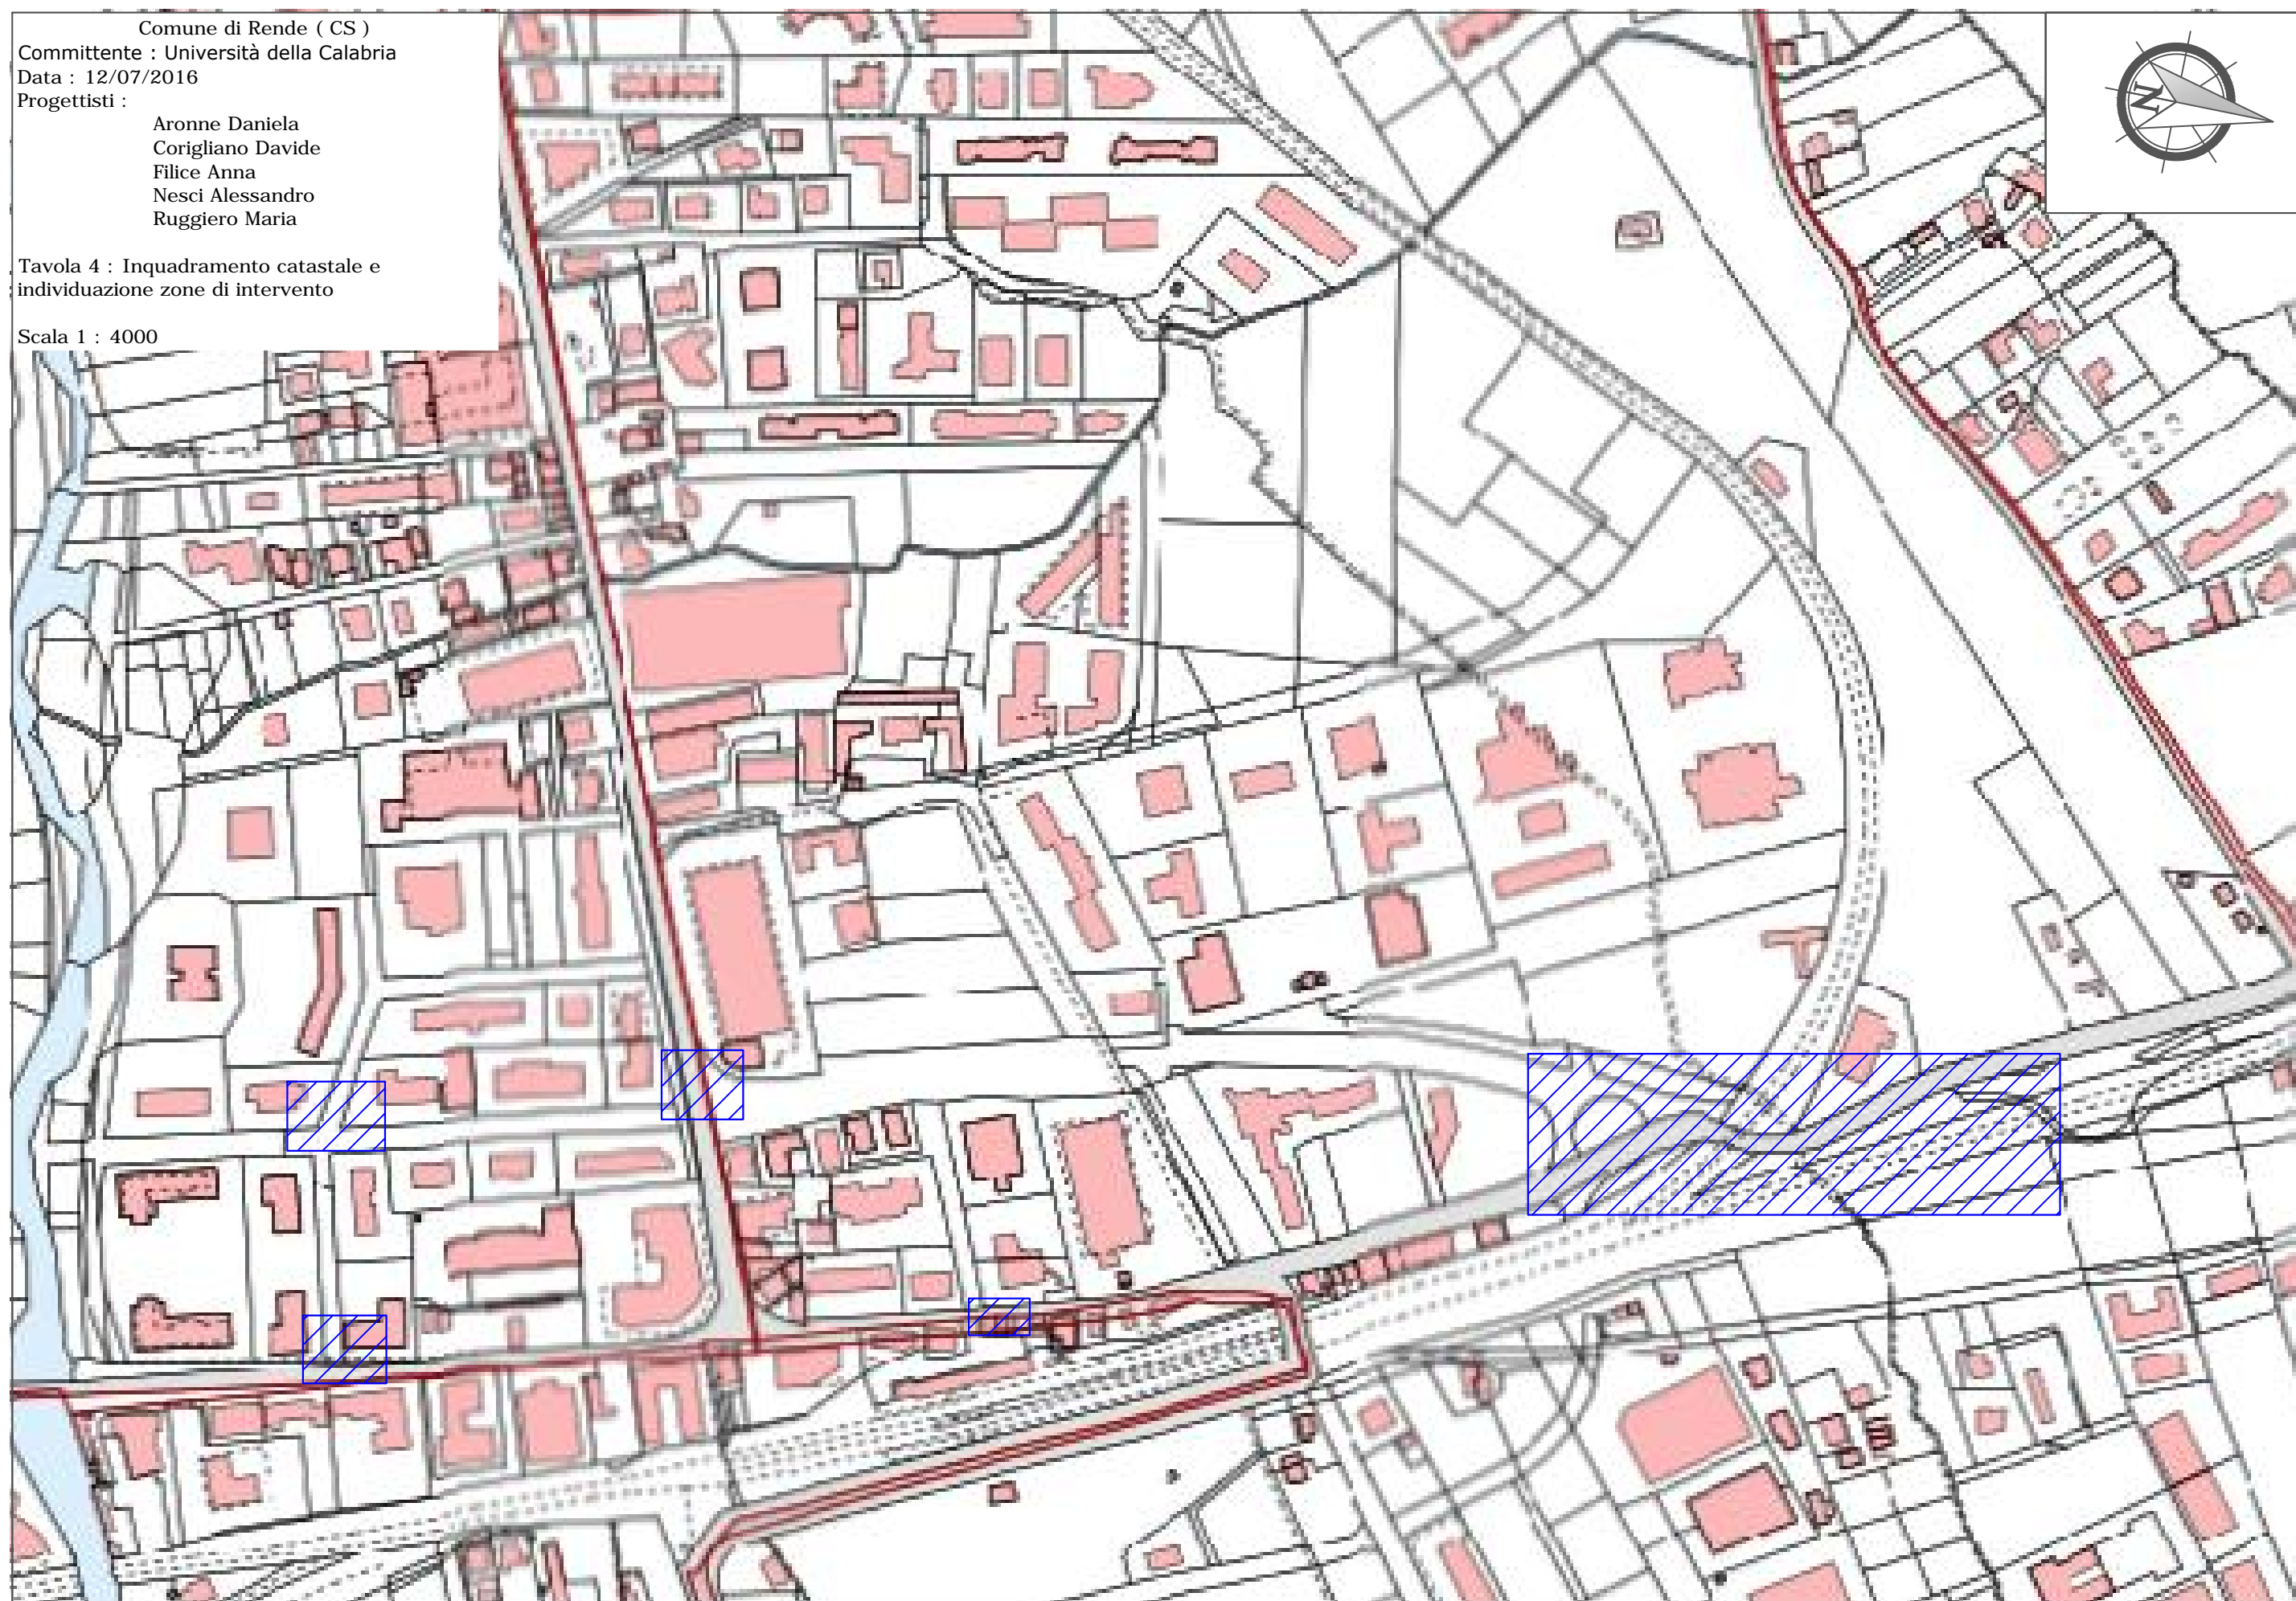 Comune di Rende ( CS )
Committente : Università della Calabria
Data : 12/07/2016
Progettisti :
Aronne Daniela
Corigliano Davide
Filice Anna
Nesci Alessandro
Ruggiero Maria
Tavola 4 : Inquadramento catastale e
individuazione zone di intervento
Scala 1 : 4000
N